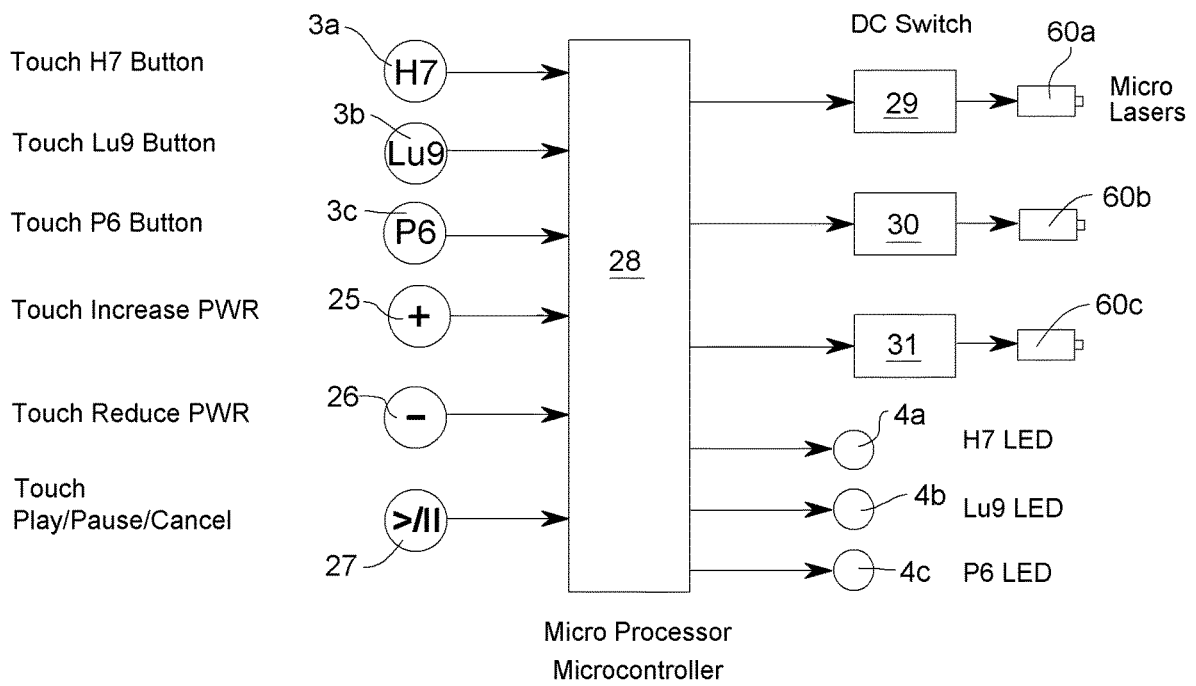 DC Switch
3a
60a
Touch H7 Button
H7
29
Micro
Lasers
3b
Touch Lu9 Button
Lu9
3c
60b
Touch P6 Button
P6
30
28
25
60c
Touch Increase PWR
+
31
26
Touch Reduce PWR
-
4a
H7 LED
Touch
Play/Pause/Cancel
>/II
4b
Lu9 LED
27
4c
P6 LED
Micro Processor
Microcontroller